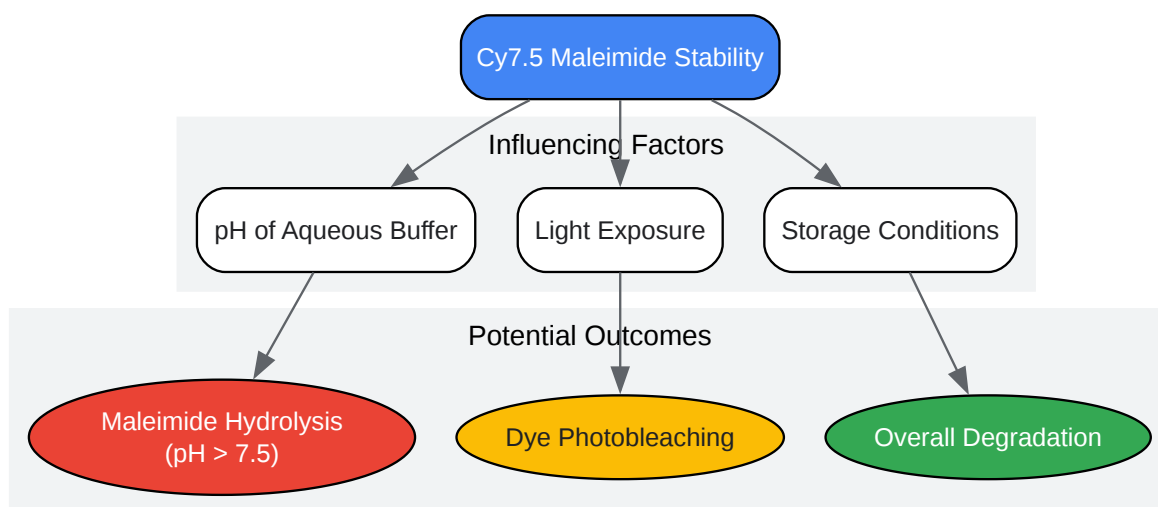 Cy7.5 Maleimide Stability
Influencing Factors
pH of Aqueous Buffer
Light Exposure
Storage Conditions
Potential Outcomes
Maleimide Hydrolysis
(pH > 7.5)
Dye Photobleaching
Overall Degradation